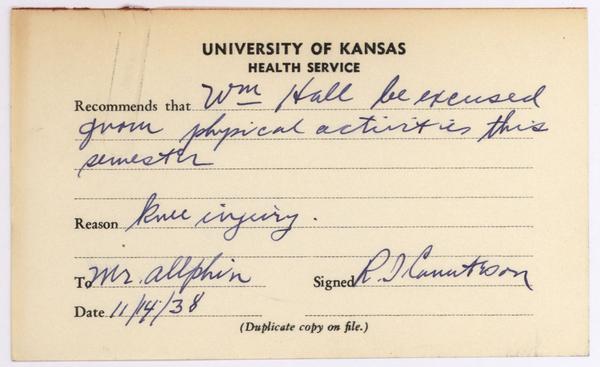 UNIVERSITY OF KANSAS
HEALTH SERVICE
Recommends that Wm Hall be excused
from physical activities this
semester
Reason knee injury.
To Mr. Allphin Signed R. I. Canuteson
Date 11/14/38
(Duplicate copy on file.)